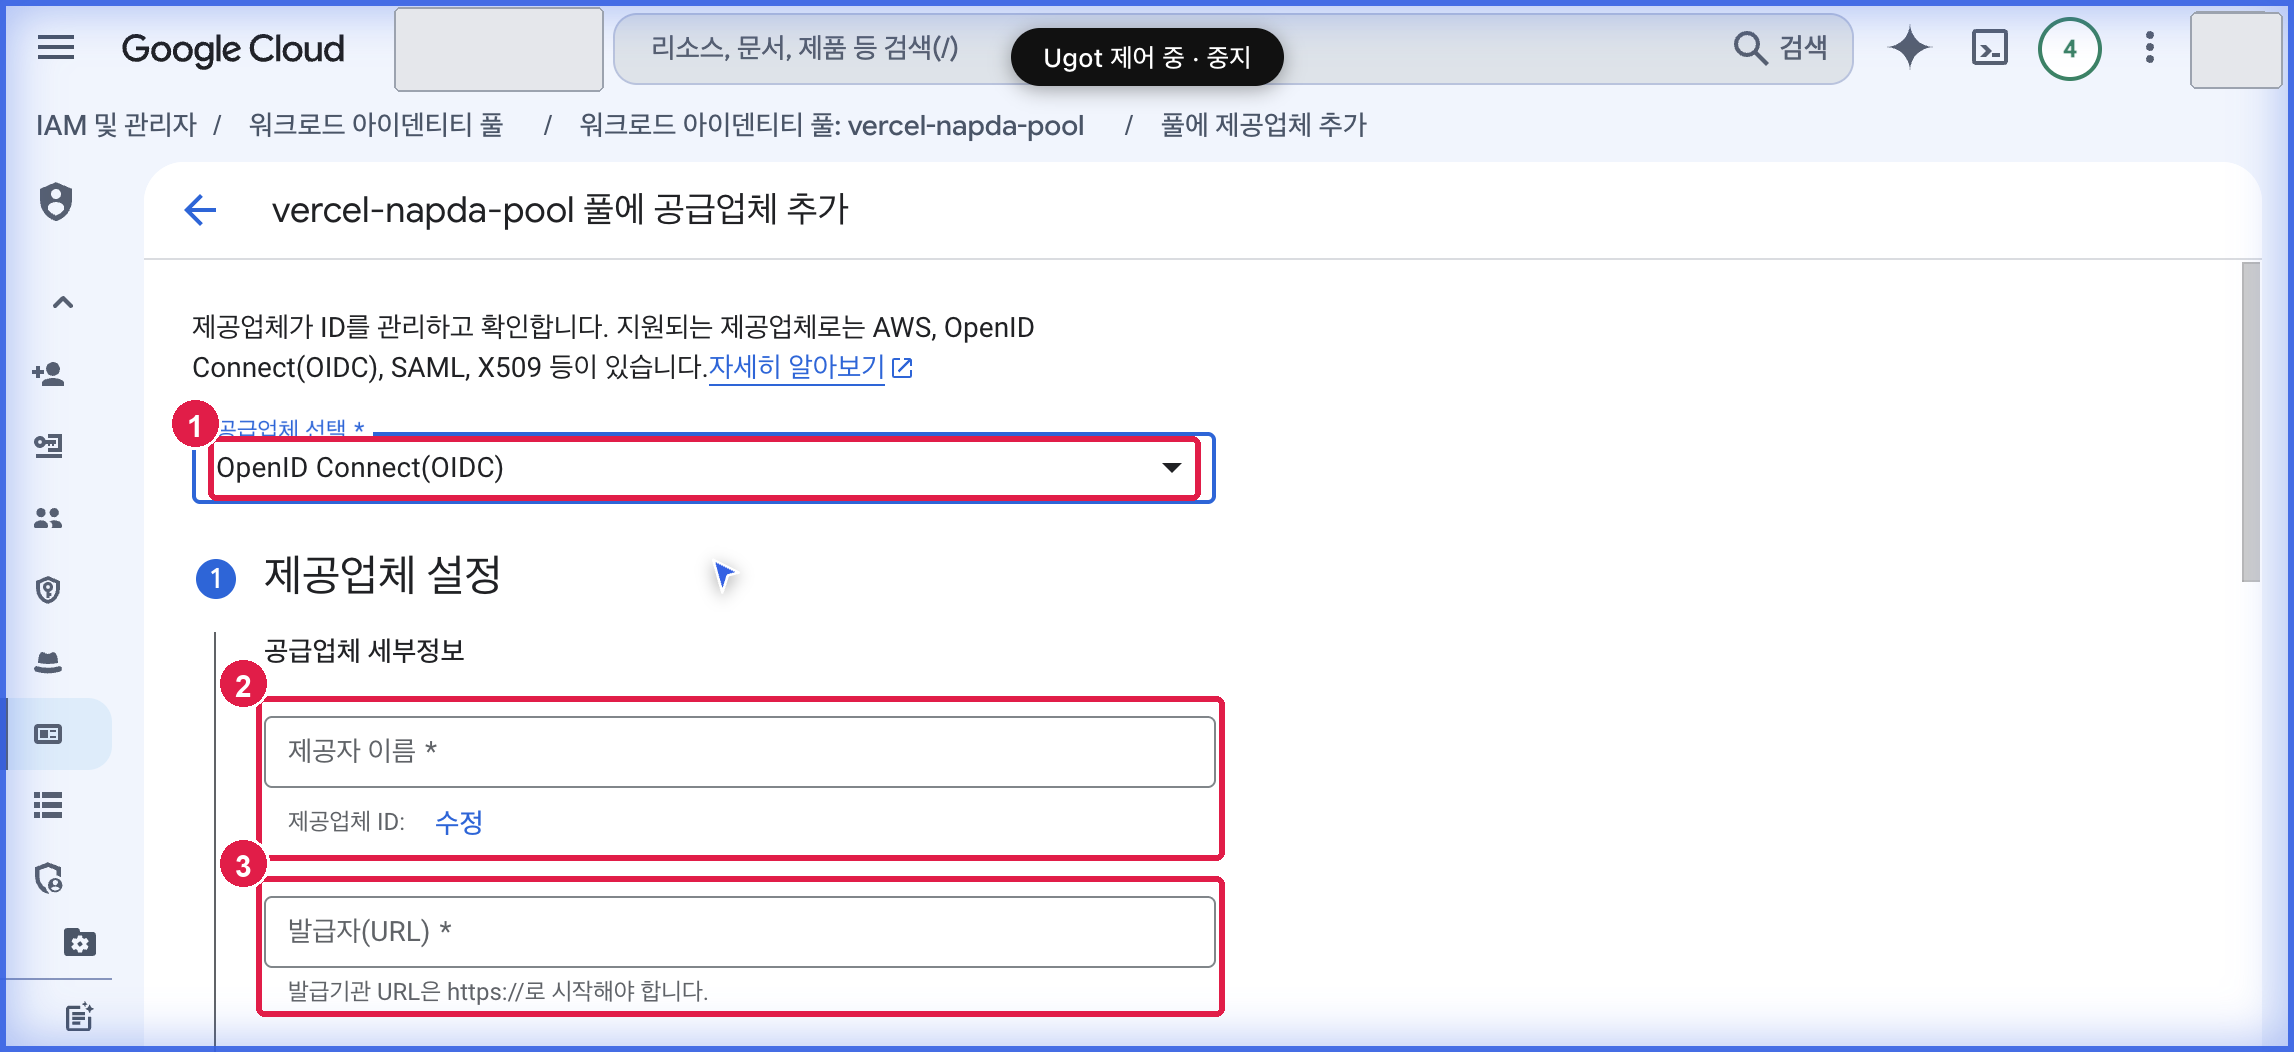 Google Cloud
리소스, 문서, 제품 등 검색(/)
Ugot 제어 중 · 중지
검색
4
IAM 및 관리자 / 워크로드 아이덴티티 풀 / 워크로드 아이덴티티 풀: vercel-napda-pool / 풀에 제공업체 추가
vercel-napda-pool 풀에 공급업체 추가
제공업체가 ID를 관리하고 확인합니다. 지원되는 제공업체로는 AWS, OpenID
Connect(OIDC), SAML, X509 등이 있습니다.자세히 알아보기
1
공급업체 선택 *
OpenID Connect(OIDC)
1 제공업체 설정
공급업체 세부정보
2
제공자 이름 *
제공업체 ID: 수정
3
발급자(URL) *
발급기관 URL은 https://로 시작해야 합니다.